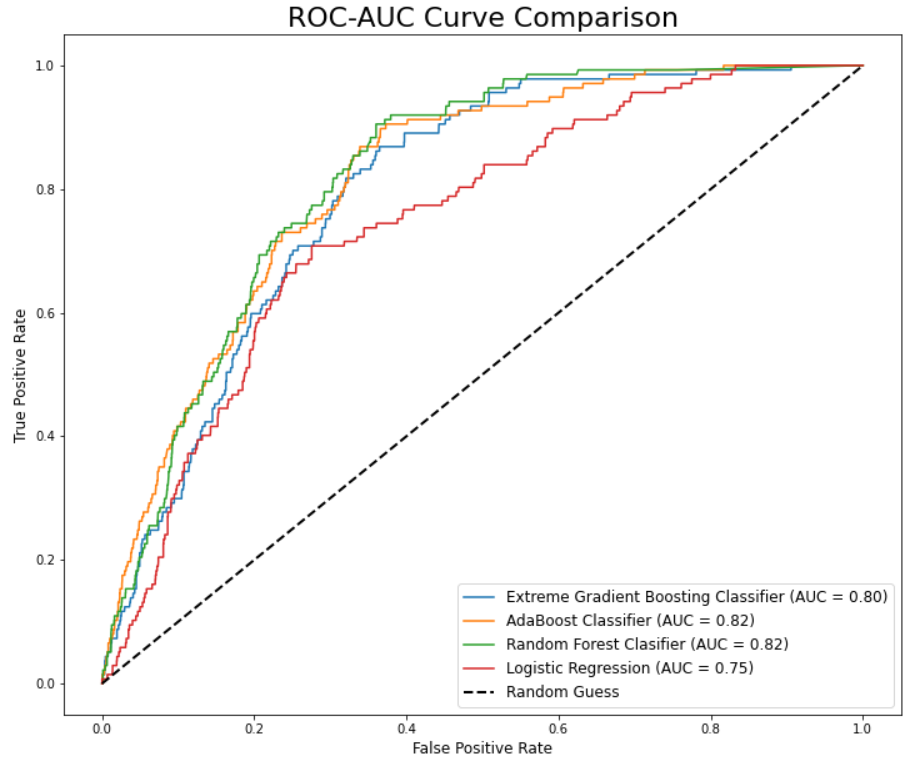 ROC-AUC Curve Comparison
True Positive Rate
1.0
0.8
0.6
0.4
0.2
0.0
Extreme Gradient Boosting Classifier (AUC = 0.80)
AdaBoost Classifier (AUC = 0.82)
Random Forest Clasifier (AUC = 0.82)
Logistic Regression (AUC = 0.75)
Random Guess
0.0 0.2 0.4 0.6 0.8 1.0
False Positive Rate